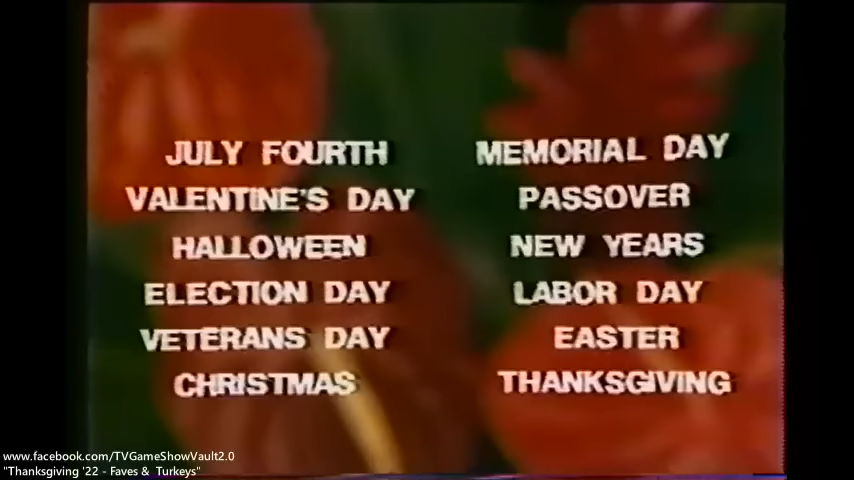 JULY FOURTH
VALENTINE'S DAY
HALLOWEEN
ELECTION DAY
VETERANS DAY
CHRISTMAS
MEMORIAL DAY
PASSOVER
NEW YEARS
LABOR DAY
EASTER
THANKSGIVING
www.facebook.com/TVGameShowVault2.0
"Thanksgiving '22 - Faves & Turkeys"